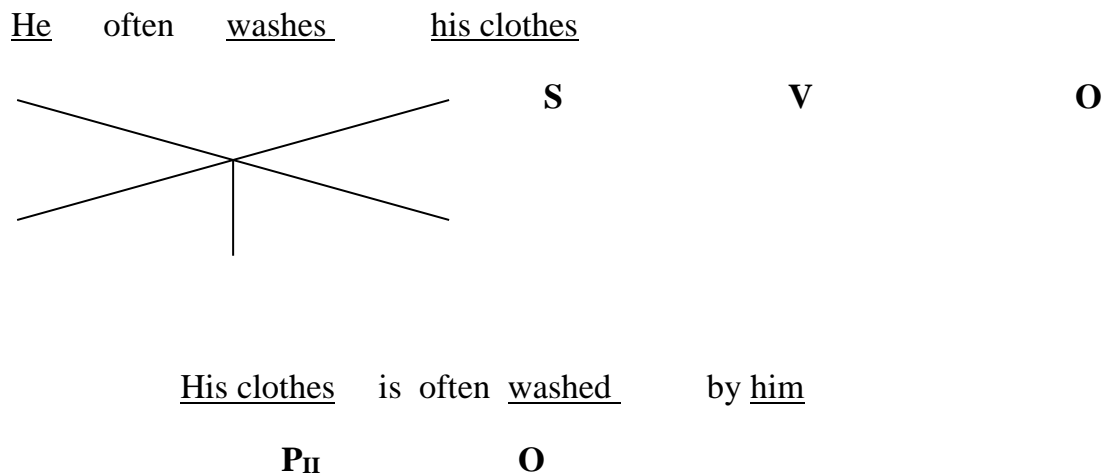 He often washes his clothes
S V O
His clothes is often washed by him
PII O